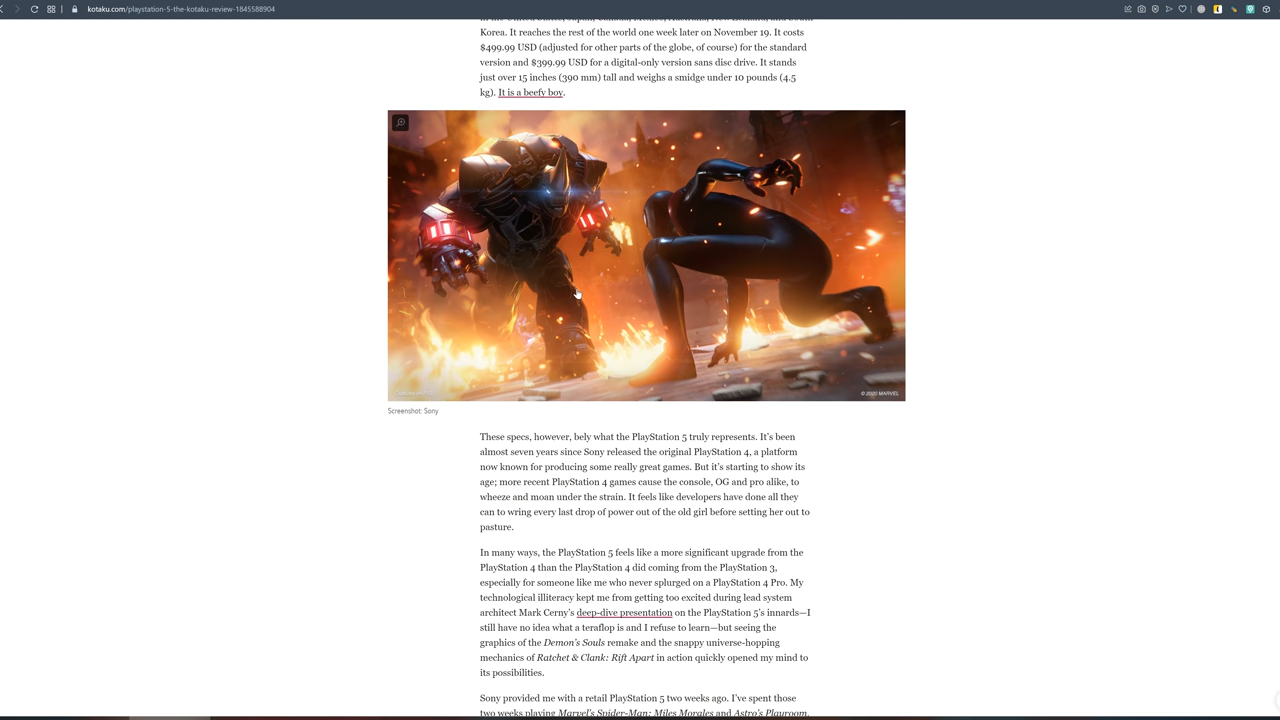 kotaku.com/playstation-5-the-kotaku-review-1845588904
Korea. It reaches the rest of the world one week later on November 19. It costs
$499.99 USD (adjusted for other parts of the globe, of course) for the standard
version and $399.99 USD for a digital-only version sans disc drive. It stands
just over 15 inches (390 mm) tall and weighs a smidge under 10 pounds (4.5
kg). It is a beefy boy.
© 2020 MARVEL
Screenshot: Sony
These specs, however, bely what the PlayStation 5 truly represents. It’s been
almost seven years since Sony released the original PlayStation 4, a platform
now known for producing some really great games. But it’s starting to show its
age; more recent PlayStation 4 games cause the console, OG and pro alike, to
wheeze and moan under the strain. It feels like developers have done all they
can to wring every last drop of power out of the old girl before setting her out to
pasture.
In many ways, the PlayStation 5 feels like a more significant upgrade from the
PlayStation 4 than the PlayStation 4 did coming from the PlayStation 3,
especially for someone like me who never splurged on a PlayStation 4 Pro. My
technological illiteracy kept me from getting too excited during lead system
architect Mark Cerny’s deep-dive presentation on the PlayStation 5’s innards—I
still have no idea what a teraflop is and I refuse to learn—but seeing the
graphics of the Demon’s Souls remake and the snappy universe-hopping
mechanics of Ratchet & Clank: Rift Apart in action quickly opened my mind to
its possibilities.
Sony provided me with a retail PlayStation 5 two weeks ago. I’ve spent those
two weeks playing Marvel’s Spider-Man: Miles Morales and Astro’s Playroom,